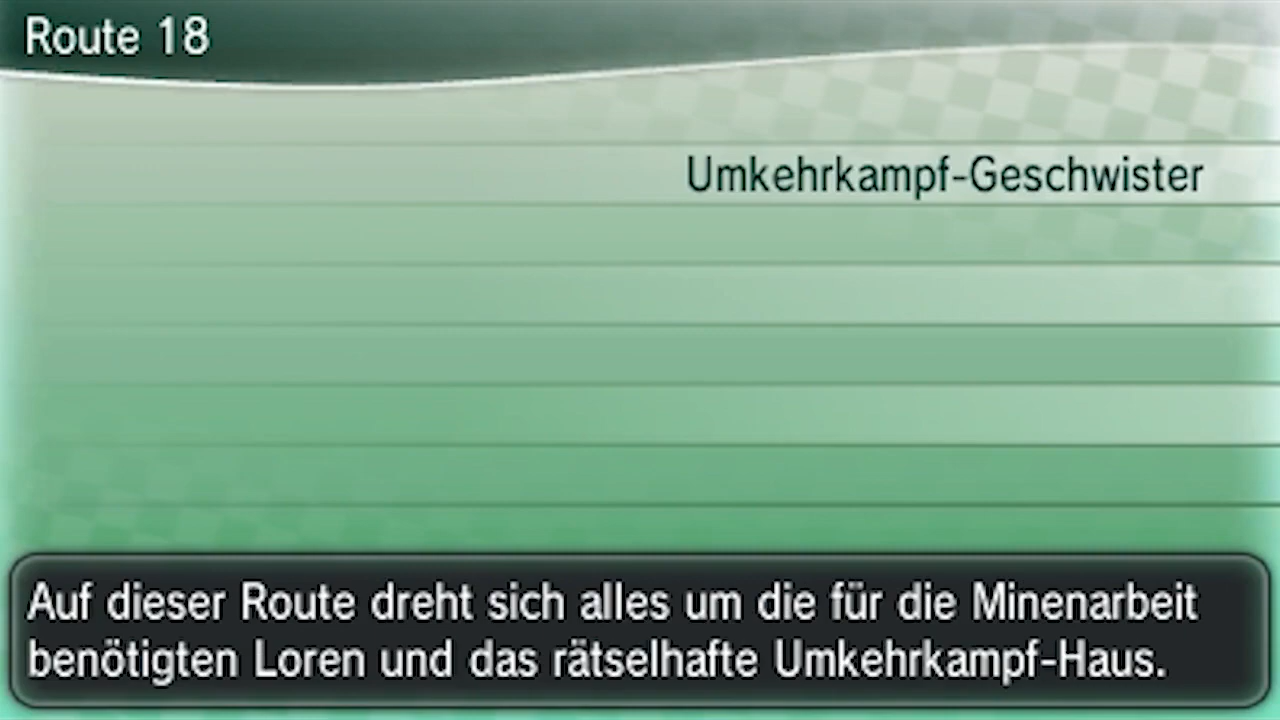 Route 18
Umkehrkampf-Geschwister
Auf dieser Route dreht sich alles um die für die Minenarbeit
benötigten Loren und das rätselhafte Umkehrkampf-Haus.